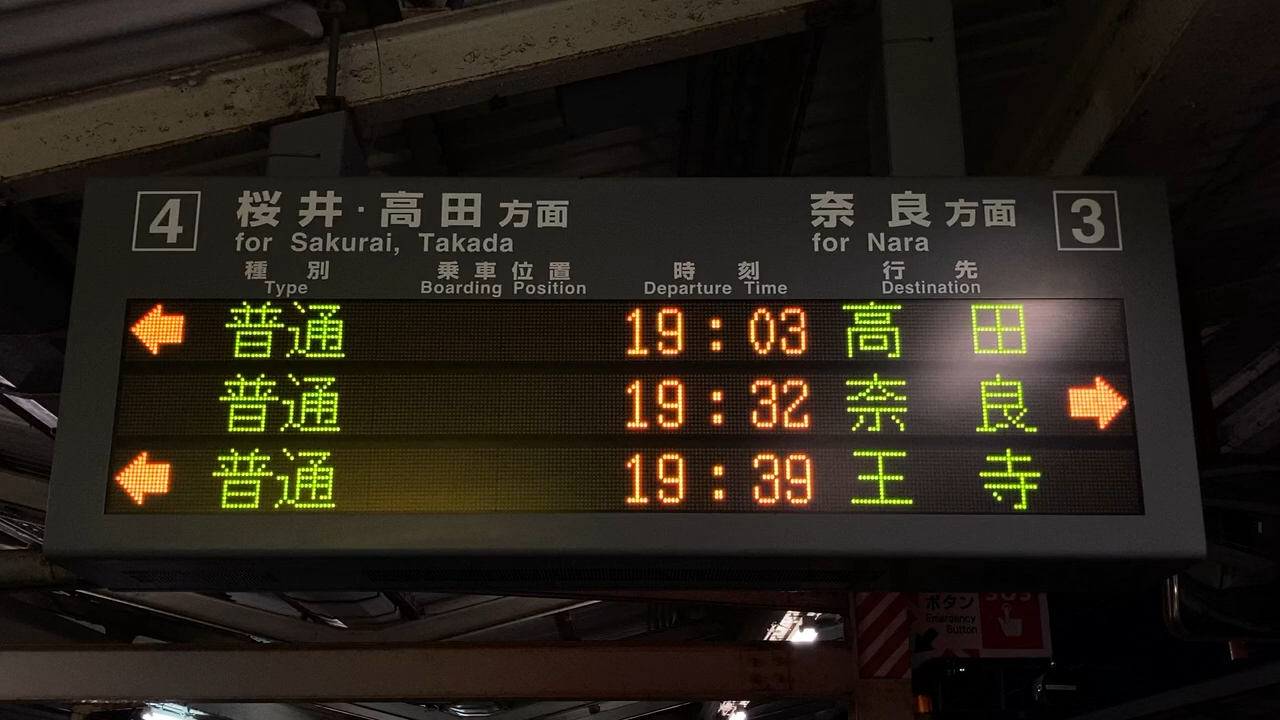 4 桜井・高田方面 奈良方面 3
for Sakurai, Takada for Nara
種別 乗車位置 時刻 行先
Type Boarding Position Departure Time Destination
普通 19:03 高田
普通 19:32 奈良
普通 19:39 王寺
ボタン SOS
Emergency
Button